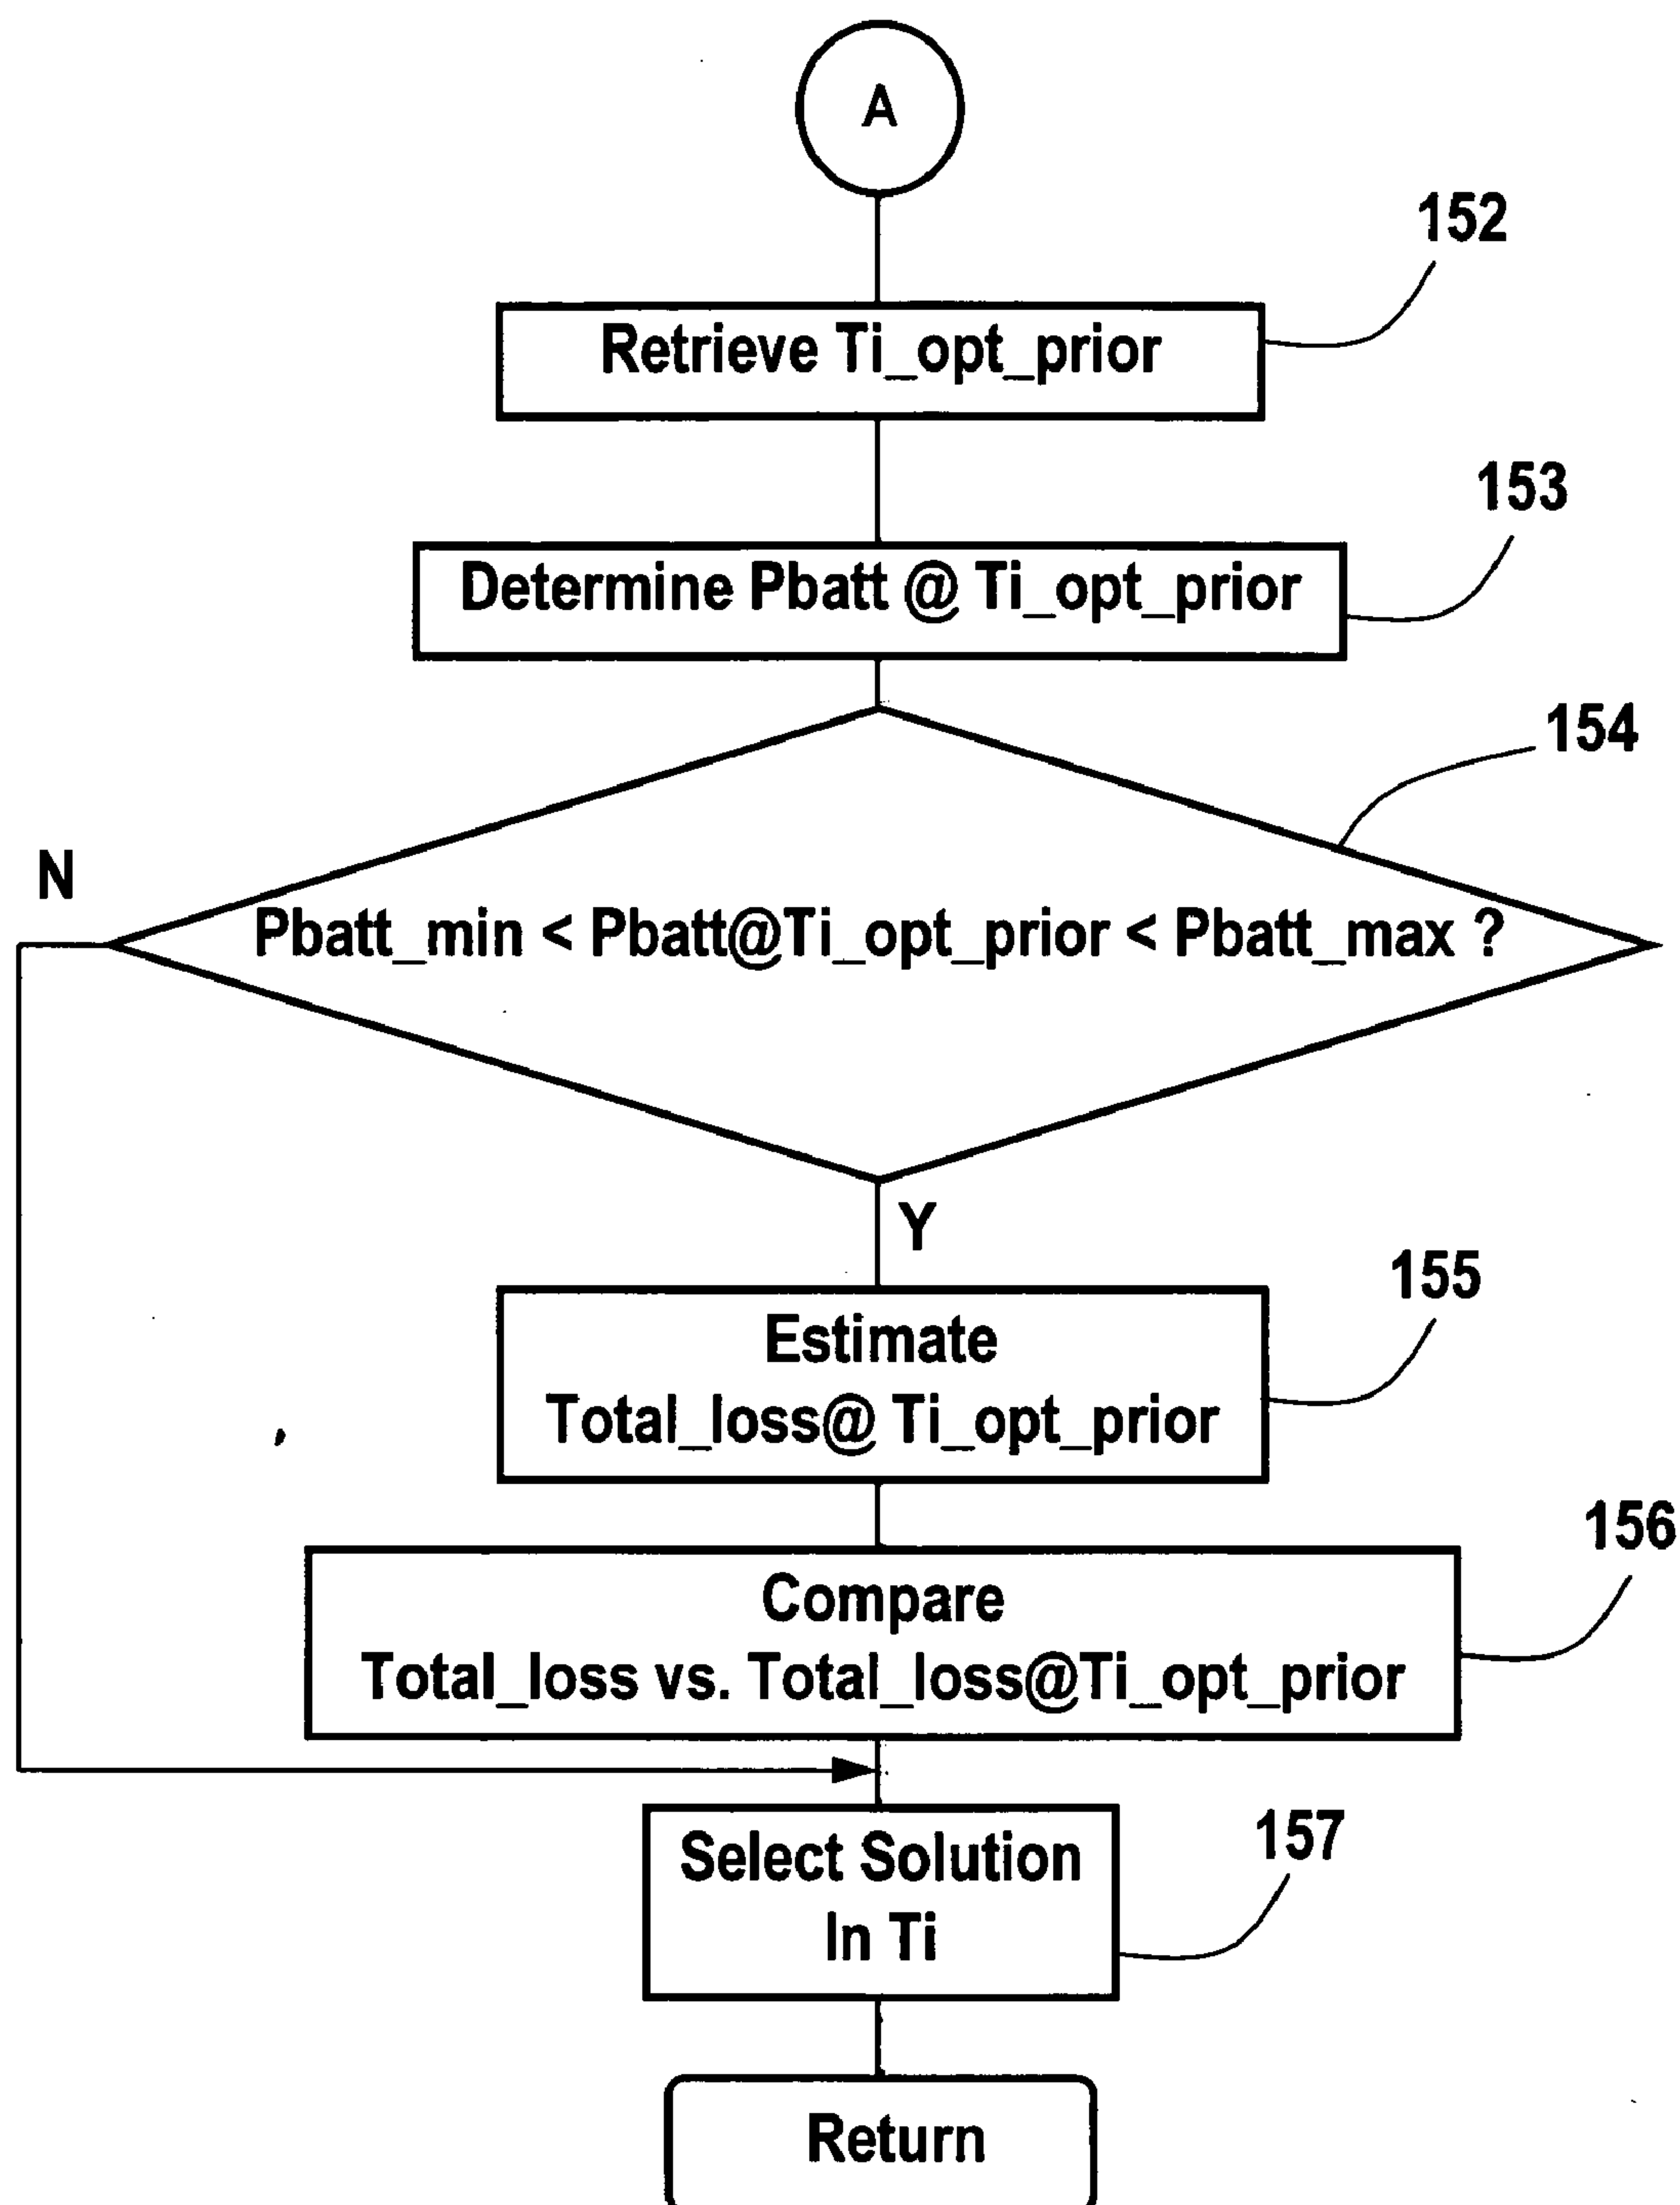 A
152
Retrieve Ti_opt_prior
153
Determine Pbatt @ Ti_opt_prior
154
N
Pbatt_min < Pbatt@Ti_opt_prior < Pbatt_max ?
Y
155
Estimate
Total_loss@ Ti_opt_prior
156
Compare
Total_loss vs. Total_loss@Ti_opt_prior
157
Select Solution
In Ti
Return